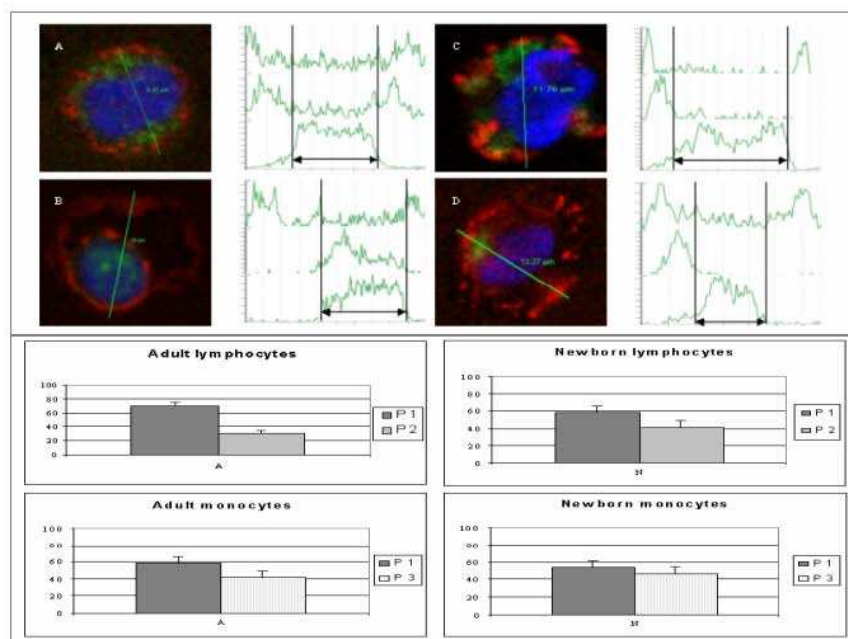 A
C
11.76 µm
B
D
13.27 µm
Adult lymphocytes
100
80
60
40
20
0
A
P 1
P 2
Newborn lymphocytes
100
80
60
40
20
0
N
P 1
P 2
Adult monocytes
100
80
60
40
20
0
A
P 1
P 3
Newborn monocytes
100
80
60
40
20
0
N
P 1
P 3